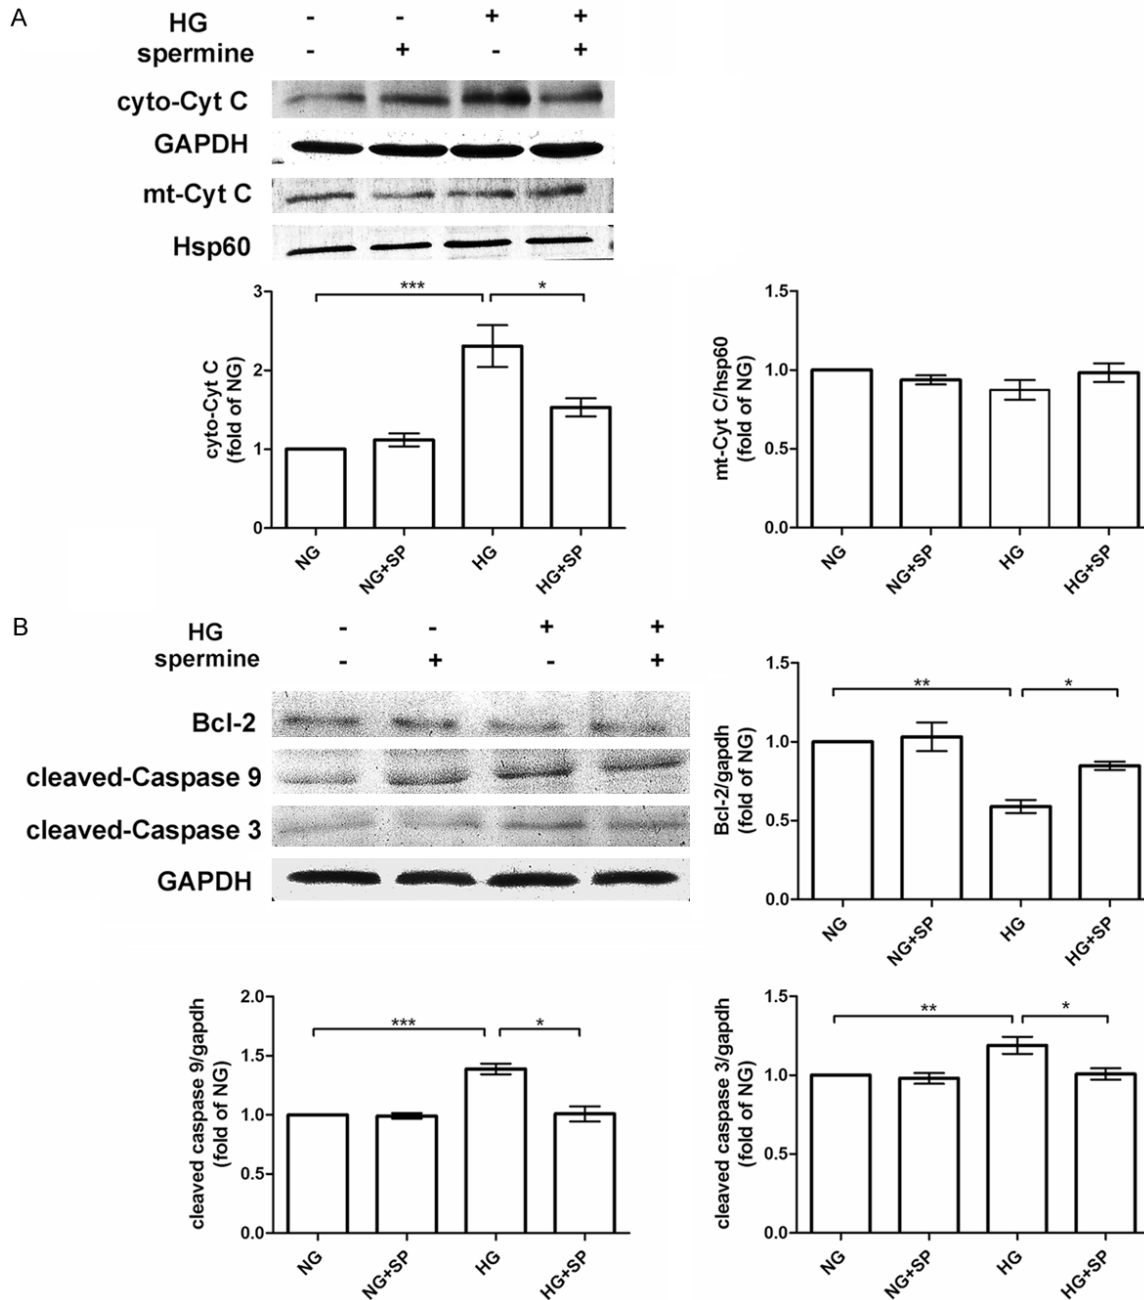 A
HG - - + +
spermine - + - +
cyto-Cyt C
GAPDH
mt-Cyt C
Hsp60
cyto-Cyt C
(fold of NG)
3
2
1
0
***
*
NG NG+SP HG HG+SP
mt-Cyt C/hsp60
(fold of NG)
1.5
1.0
0.5
0.0
NG NG+SP HG HG+SP
B
HG - - + +
spermine - + - +
Bcl-2
cleaved-Caspase 9
cleaved-Caspase 3
GAPDH
Bcl-2/gapdh
(fold of NG)
1.5
1.0
0.5
0.0
**
*
NG NG+SP HG HG+SP
cleaved caspase 9/gapdh
(fold of NG)
2.0
1.5
1.0
0.5
0.0
***
*
NG NG+SP HG HG+SP
cleaved caspase 3/gapdh
(fold of NG)
1.5
1.0
0.5
0.0
**
*
NG NG+SP HG HG+SP